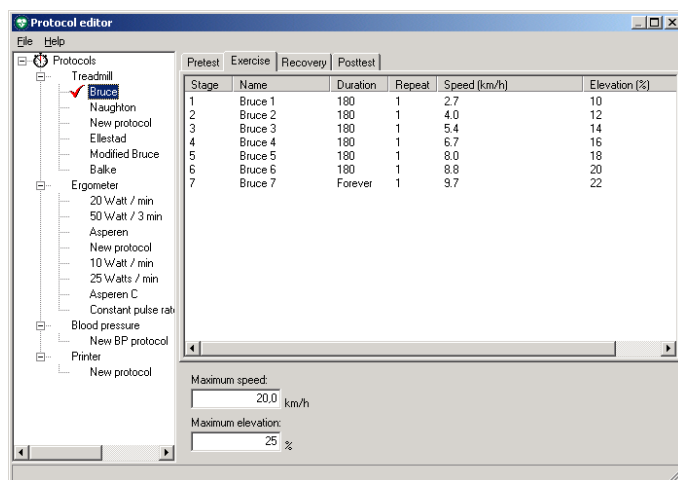 Protocol editor
File Help
Protocols
Treadmill
Bruce
Naughton
New protocol
Ellestad
Modified Bruce
Balke
Ergometer
20 Watt / min
50 Watt / 3 min
Asperen
New protocol
10 Watt / min
25 Watts / min
Asperen C
Constant pulse rat
Blood pressure
New BP protocol
Printer
New protocol
Pretest Exercise Recovery Posttest
Stage Name Duration Repeat Speed (km/h) Elevation (%)
1 Bruce 1 180 1 2.7 10
2 Bruce 2 180 1 4.0 12
3 Bruce 3 180 1 5.4 14
4 Bruce 4 180 1 6.7 16
5 Bruce 5 180 1 8.0 18
6 Bruce 6 180 1 8.8 20
7 Bruce 7 Forever 1 9.7 22
Maximum speed:
20,0 km/h
Maximum elevation:
25 %